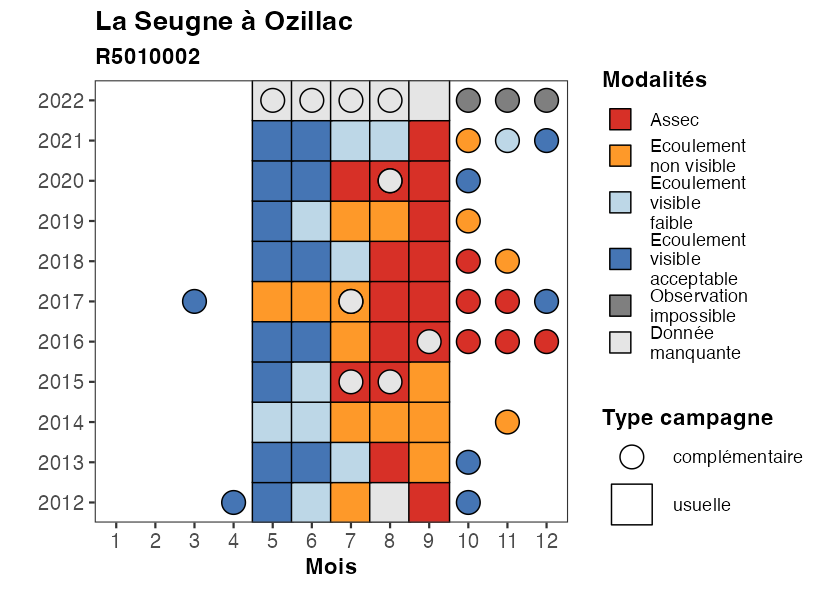 La Seugne à Ozillac
R5010002
2022
2021
2020
2019
2018
2017
2016
2015
2014
2013
2012
1 2 3 4 5 6 7 8 9 10 11 12
Mois
Modalités
Assec
Ecoulement
non visible
Ecoulement
visible
faible
Ecoulement
visible
acceptable
Observation
impossible
Donnée
manquante
Type campagne
complémentaire
usuelle